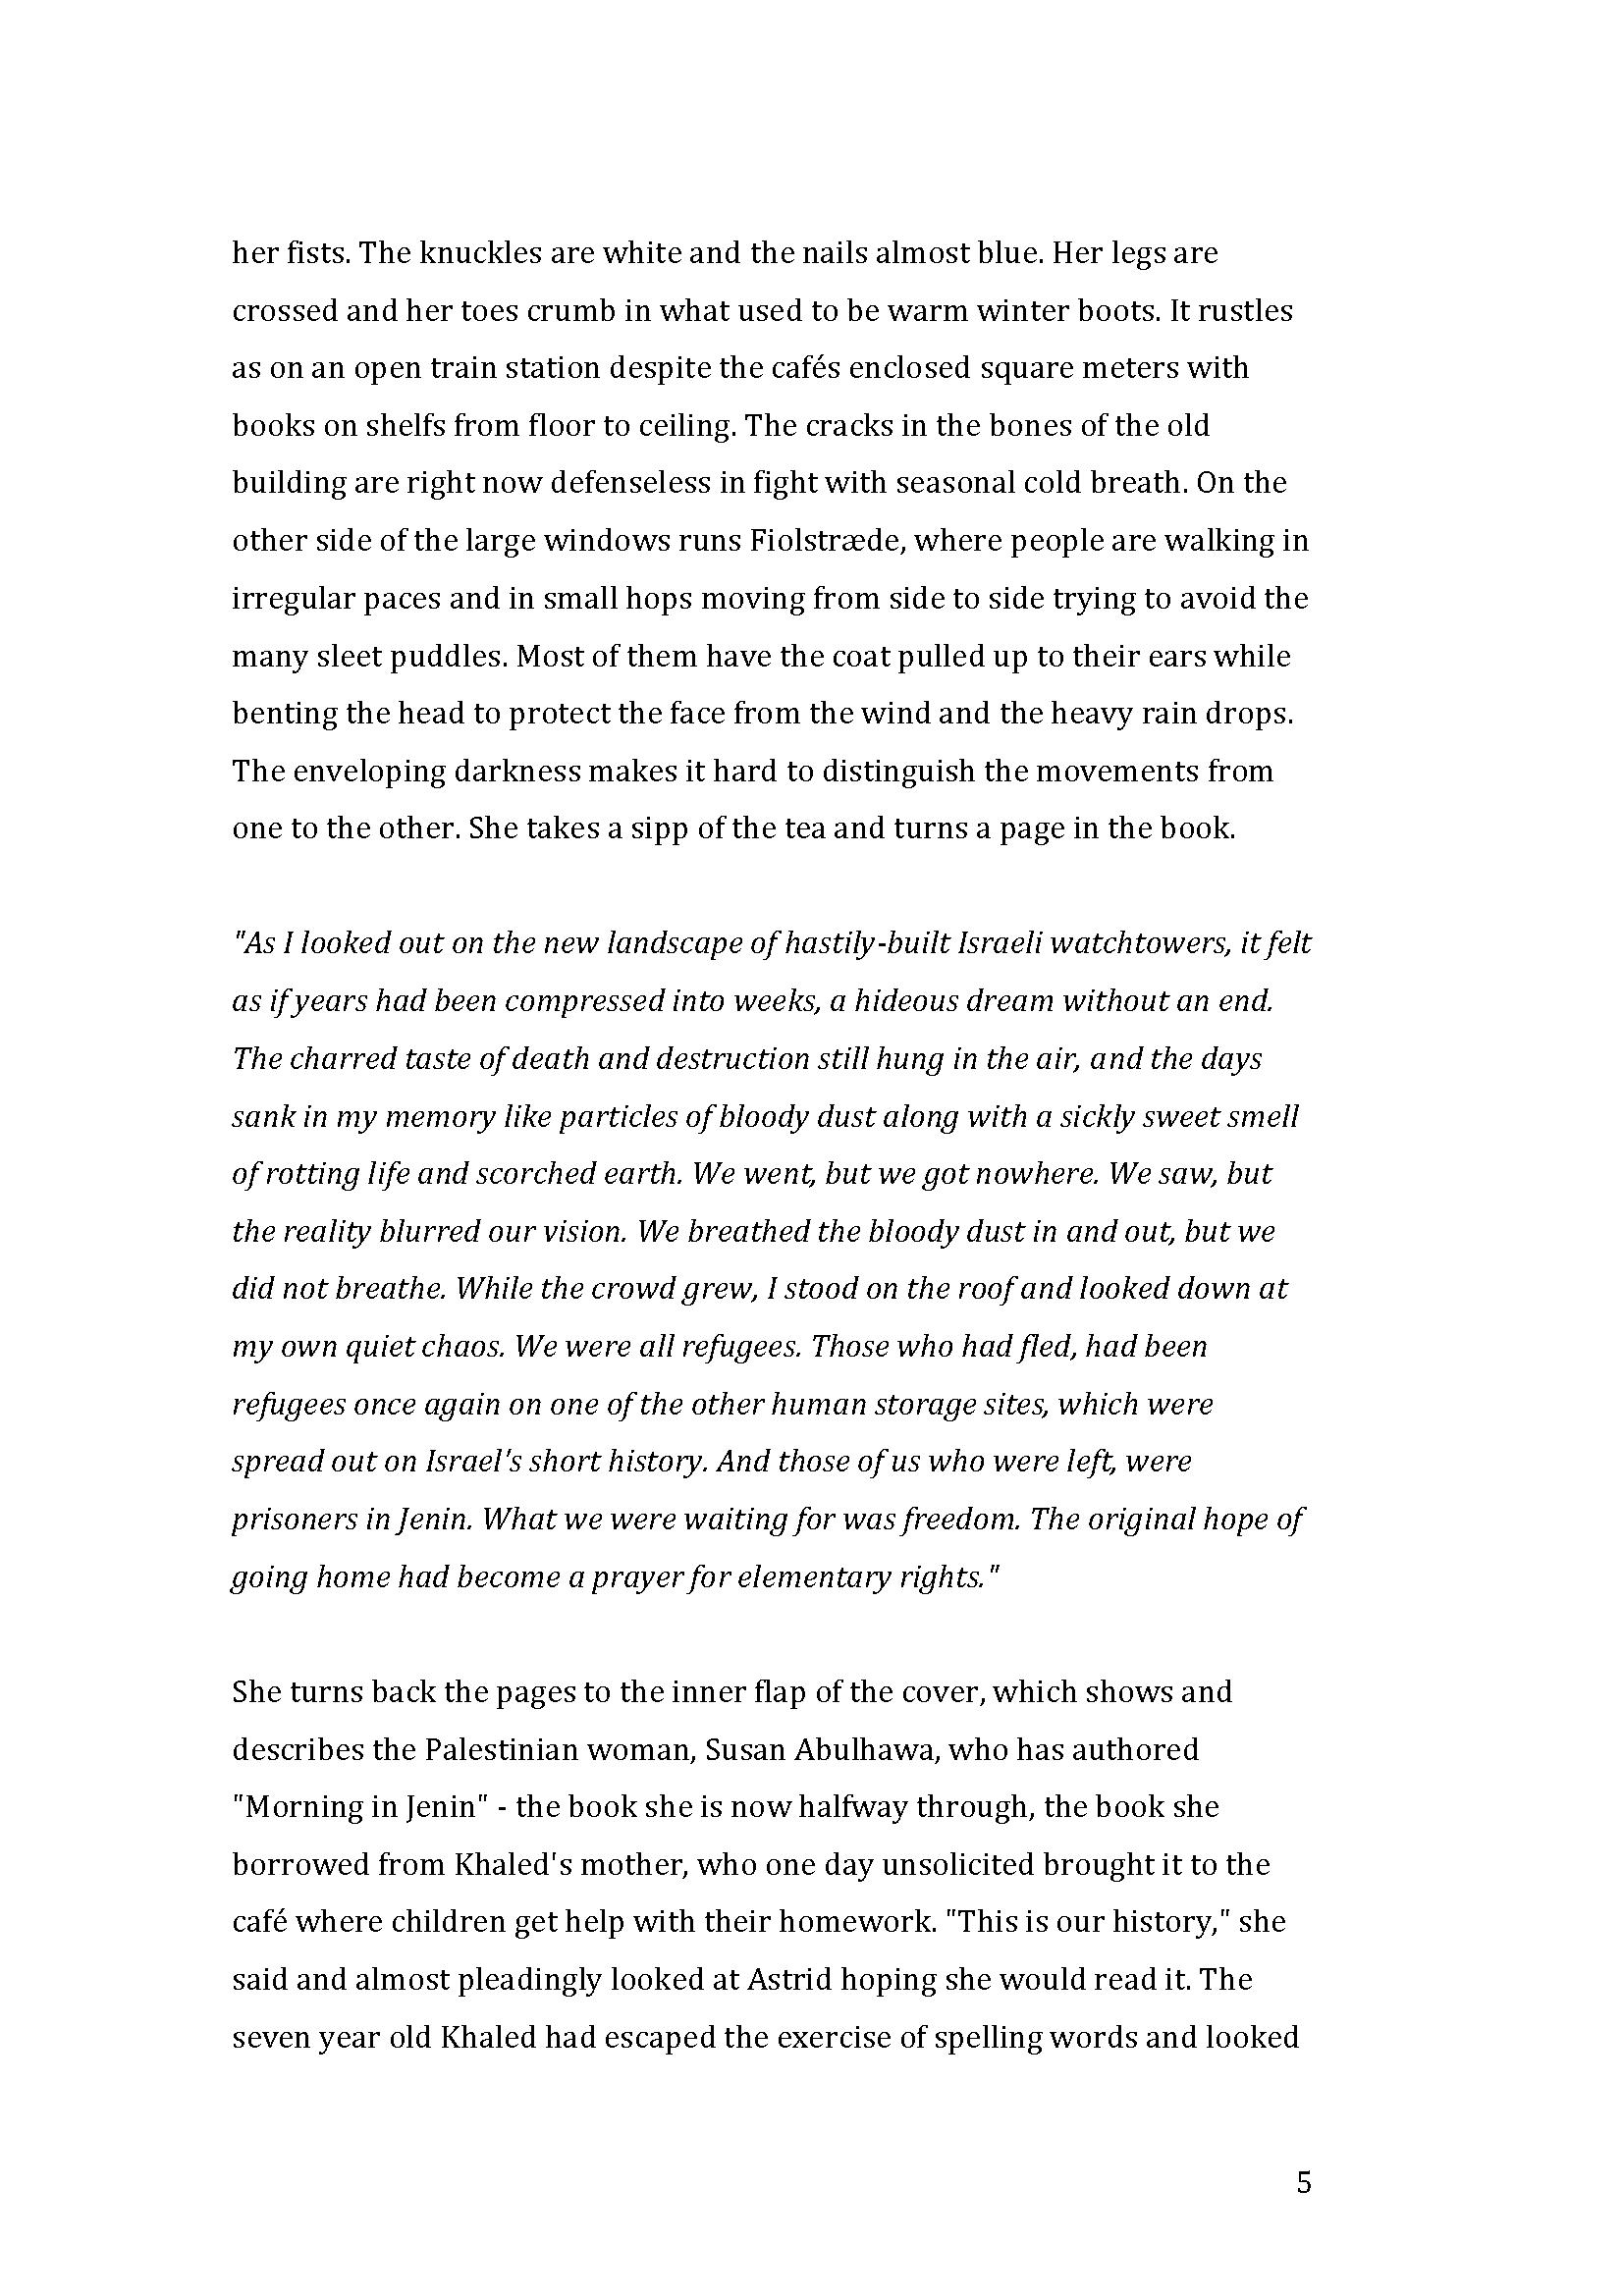 her fists. The knuckles are white and the nails almost blue. Her legs are
crossed and her toes crumb in what used to be warm winter boots. It rustles
as on an open train station despite the cafés enclosed square meters with
books on shelfs from floor to ceiling. The cracks in the bones of the old
building are right now defenseless in fight with seasonal cold breath. On the
other side of the large windows runs Fiolstræde, where people are walking in
irregular paces and in small hops moving from side to side trying to avoid the
many sleet puddles. Most of them have the coat pulled up to their ears while
benting the head to protect the face from the wind and the heavy rain drops.
The enveloping darkness makes it hard to distinguish the movements from
one to the other. She takes a sipp of the tea and turns a page in the book.
"As I looked out on the new landscape of hastily-built Israeli watchtowers, it felt
as if years had been compressed into weeks, a hideous dream without an end.
The charred taste of death and destruction still hung in the air, and the days
sank in my memory like particles of bloody dust along with a sickly sweet smell
of rotting life and scorched earth. We went, but we got nowhere. We saw, but
the reality blurred our vision. We breathed the bloody dust in and out, but we
did not breathe. While the crowd grew, I stood on the roof and looked down at
my own quiet chaos. We were all refugees. Those who had fled, had been
refugees once again on one of the other human storage sites, which were
spread out on Israel's short history. And those of us who were left, were
prisoners in Jenin. What we were waiting for was freedom. The original hope of
going home had become a prayer for elementary rights."
She turns back the pages to the inner flap of the cover, which shows and
describes the Palestinian woman, Susan Abulhawa, who has authored
"Morning in Jenin" - the book she is now halfway through, the book she
borrowed from Khaled's mother, who one day unsolicited brought it to the
café where children get help with their homework. "This is our history," she
said and almost pleadingly looked at Astrid hoping she would read it. The
seven year old Khaled had escaped the exercise of spelling words and looked
5